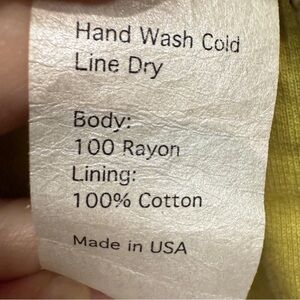 Hand Wash Cold
Line Dry
Body:
100 Rayon
Lining:
100% Cotton
Made in USA